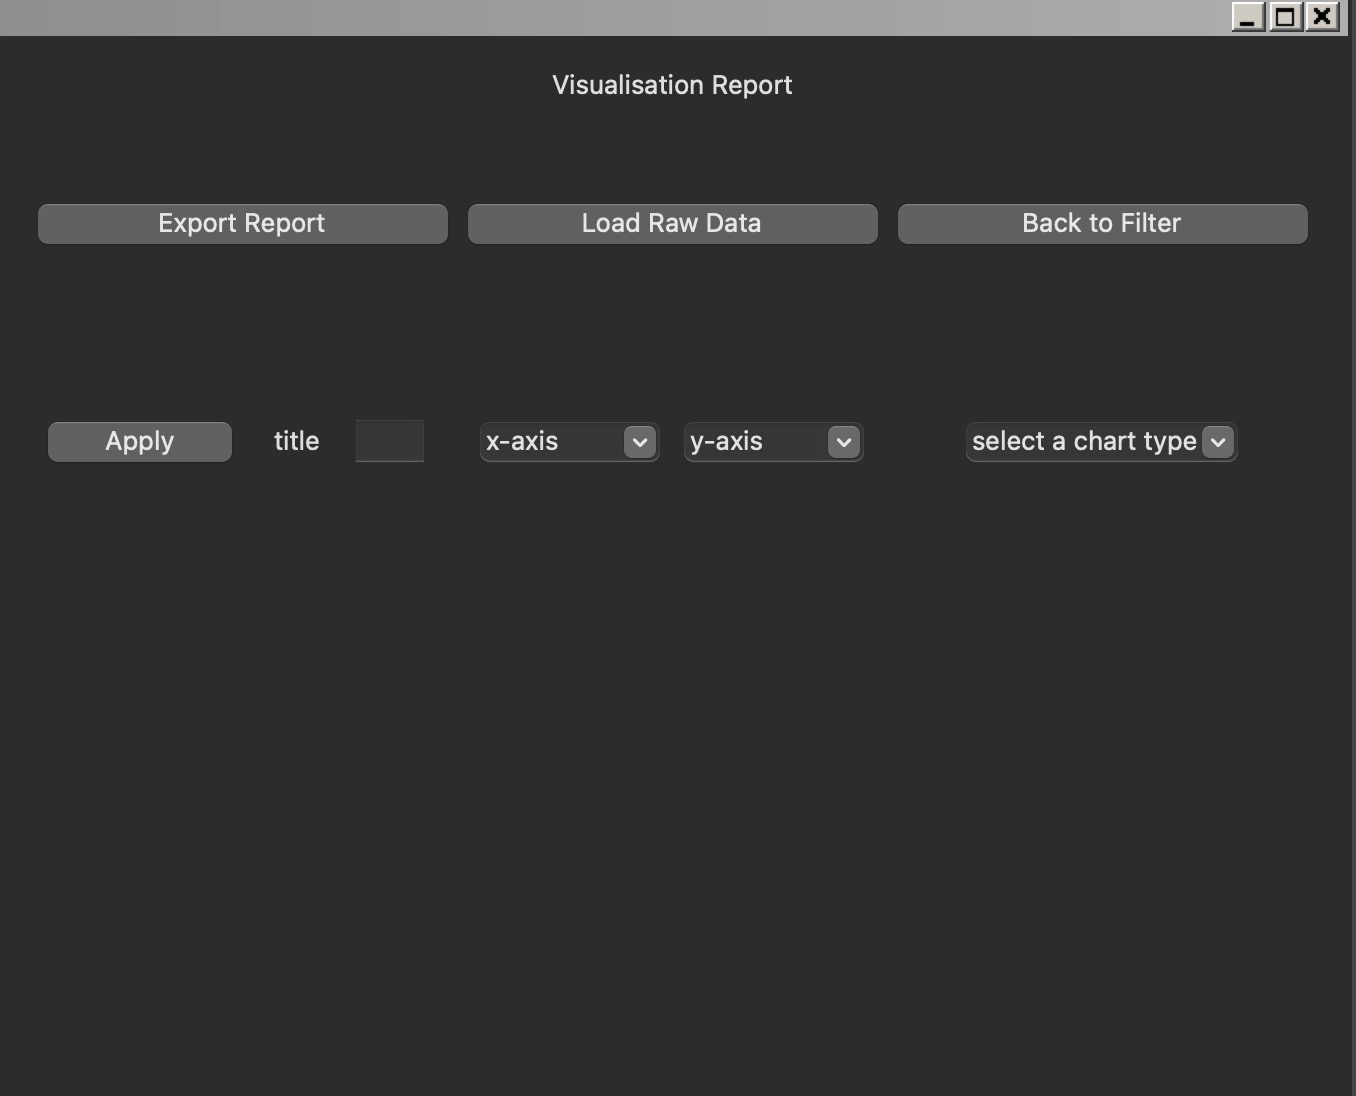 Visualisation Report
Export Report
Load Raw Data
Back to Filter
Apply
title
x-axis
y-axis
select a chart type